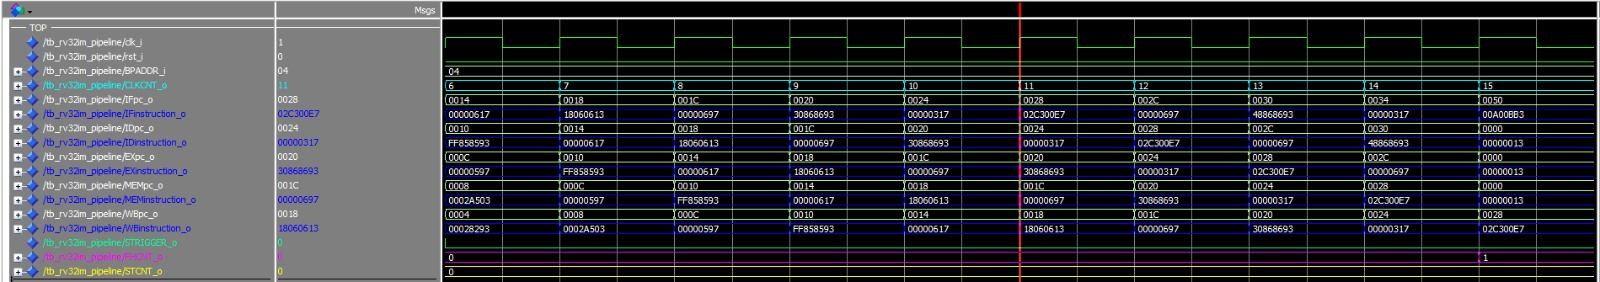 Msgs
TOP
/tb_rv32im_pipeline/clk_i 1
/tb_rv32im_pipeline/rst_i 0
/tb_rv32im_pipeline/BPADDR_i 04 04
/tb_rv32im_pipeline/CLKCNT_o 11 6 7 8 9 10 11 12 13 14 15
/tb_rv32im_pipeline/IFpc_o 0028 0014 0018 001C 0020 0024 0028 002C 0030 0034 0050
/tb_rv32im_pipeline/IFinstruction_o 02C300E7 00000617 18060613 00000697 30868693 00000317 02C300E7 00000697 48868693 00000317 00A00BB3
/tb_rv32im_pipeline/IDpc_o 0024 0010 0014 0018 001C 0020 0024 0028 002C 0030 0000
/tb_rv32im_pipeline/IDinstruction_o 00000317 FF858593 00000617 18060613 00000697 30868693 00000317 02C300E7 00000697 48868693 00000013
/tb_rv32im_pipeline/EXpc_o 0020 000C 0010 0014 0018 001C 0020 0024 0028 002C 0000
/tb_rv32im_pipeline/EXinstruction_o 30868693 00000597 FF858593 00000617 18060613 00000697 30868693 00000317 02C300E7 00000697 00000013
/tb_rv32im_pipeline/MEMpc_o 001C 0008 000C 0010 0014 0018 001C 0020 0024 0028 0000
/tb_rv32im_pipeline/MEMinstruction_o 00000697 0002A503 00000597 FF858593 00000617 18060613 00000697 30868693 00000317 02C300E7 00000013
/tb_rv32im_pipeline/WBpc_o 0018 0004 0008 000C 0010 0014 0018 001C 0020 0024 0028
/tb_rv32im_pipeline/WBinstruction_o 18060613 00028293 0002A503 00000597 FF858593 00000617 18060613 00000697 30868693 00000317 02C300E7
/tb_rv32im_pipeline/STRIGGER_o 0
/tb_rv32im_pipeline/FHCNT_o 0 0 1
/tb_rv32im_pipeline/STCNT_o 0 0